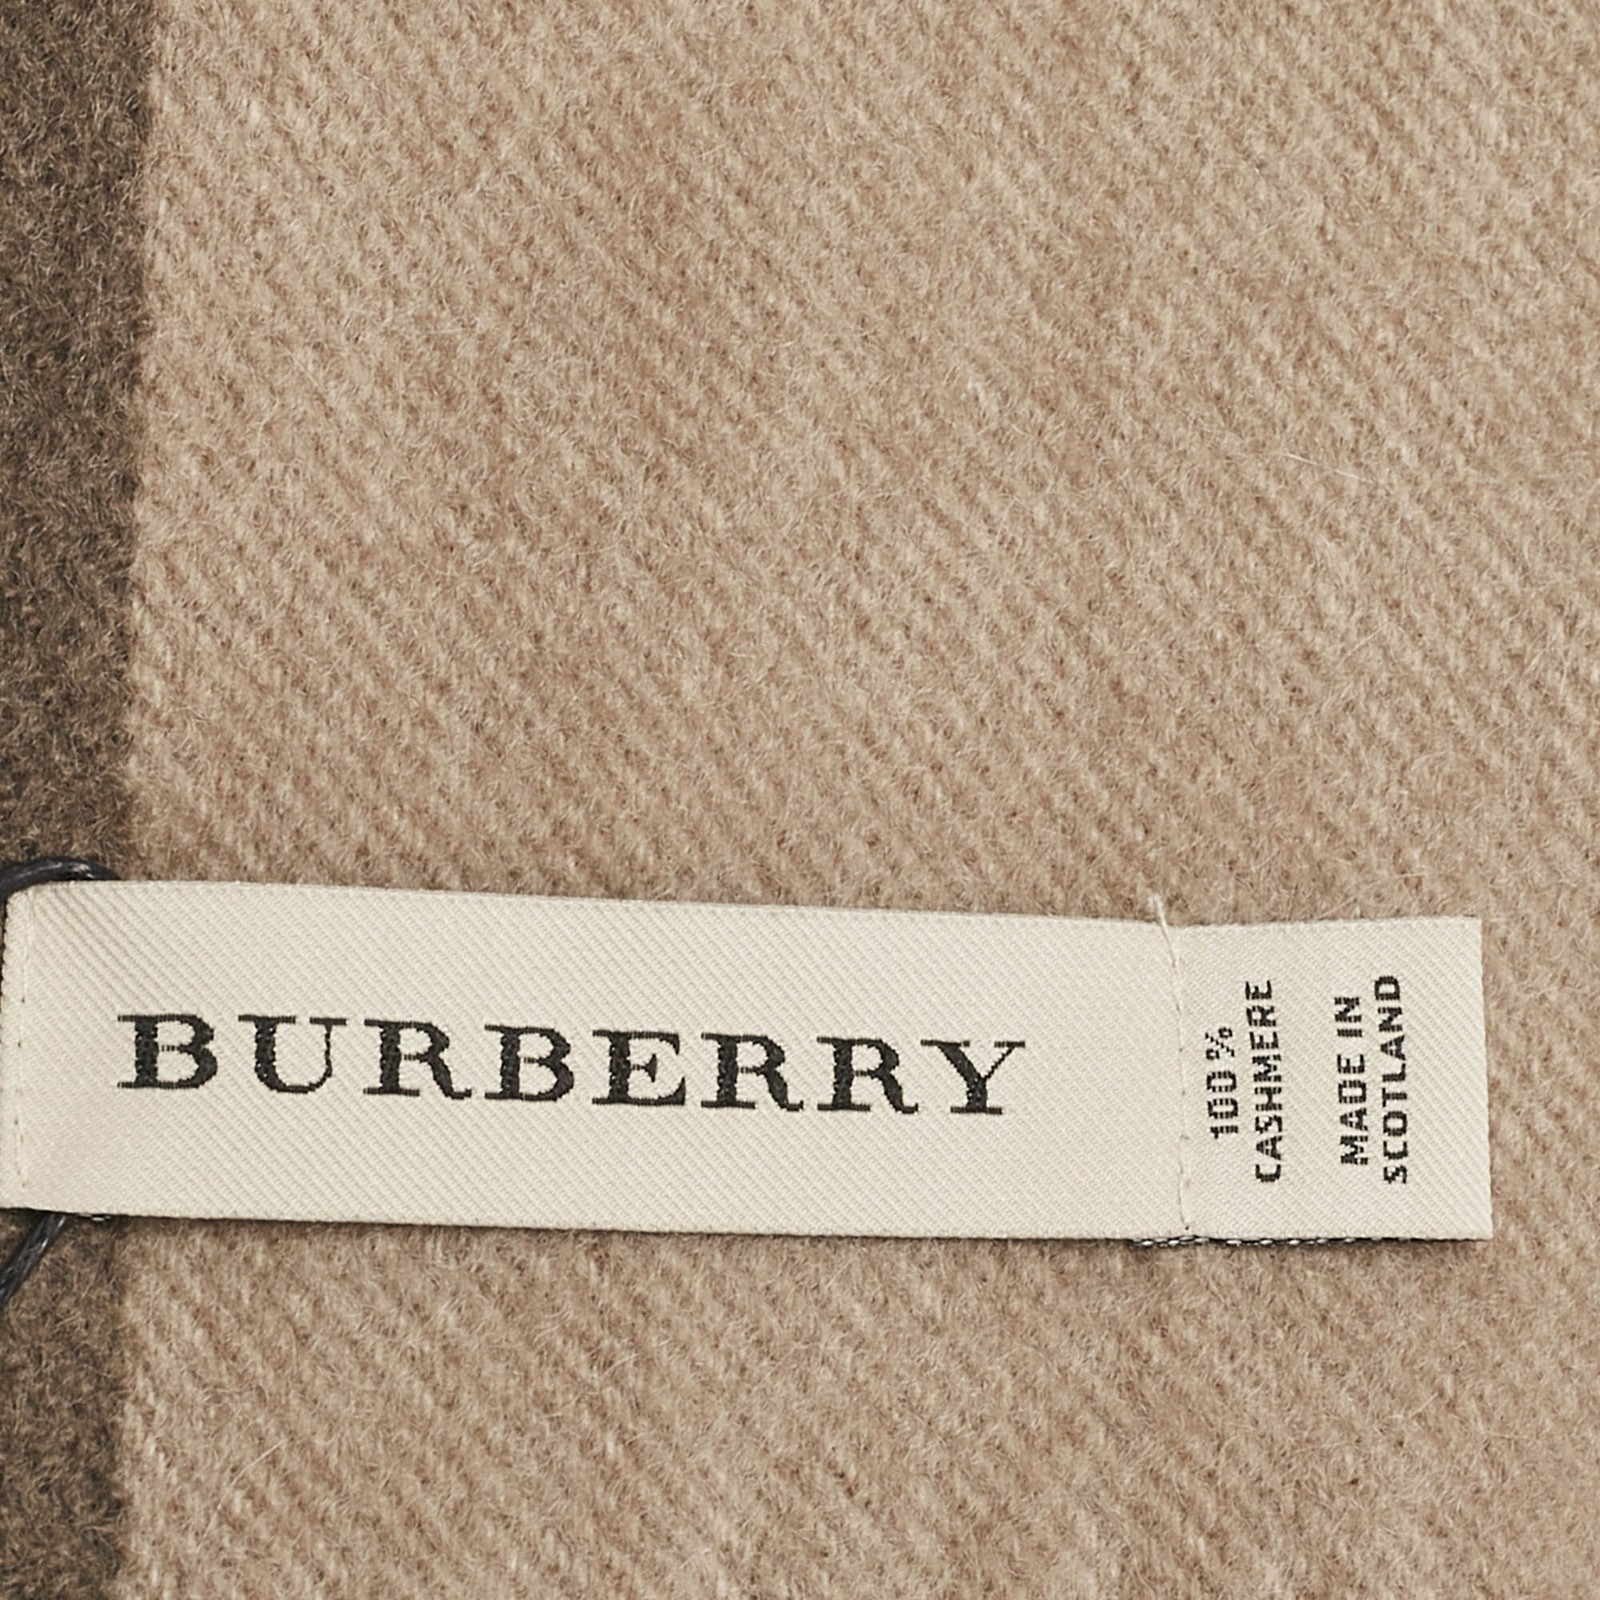 BURBERRY
100%
CASHMERE
MADE IN
SCOTLAND